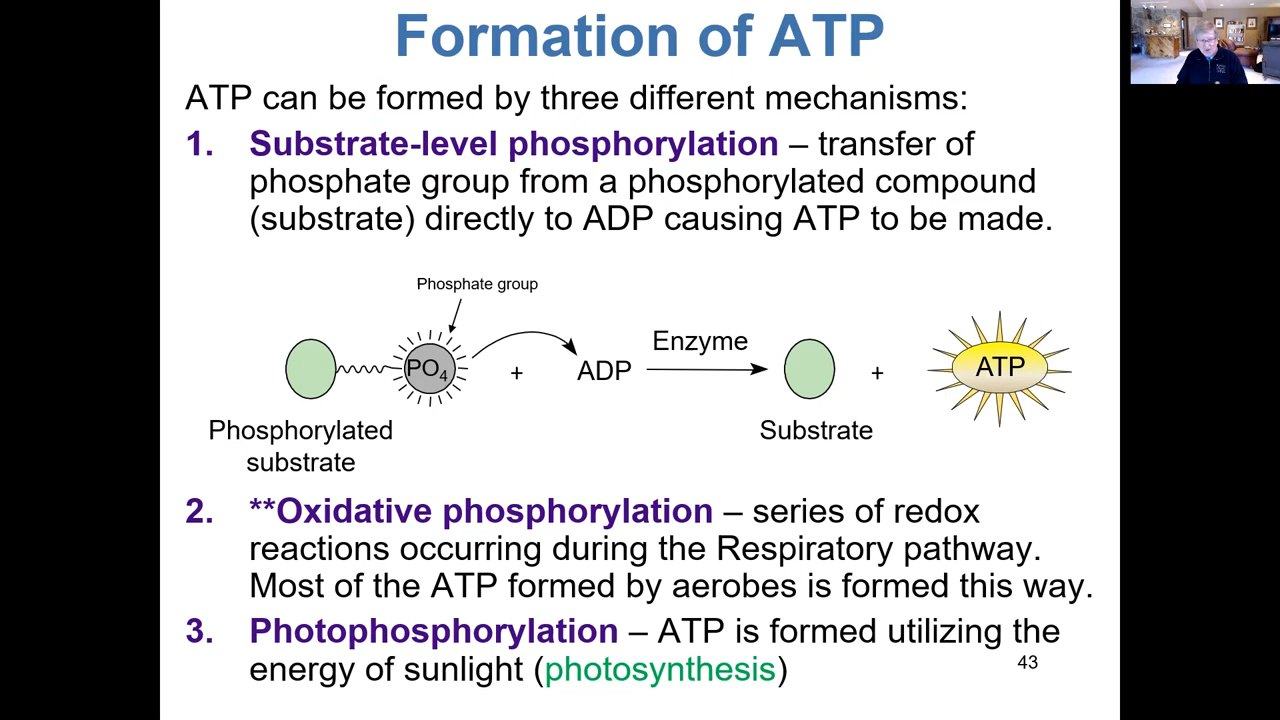 Formation of ATP
ATP can be formed by three different mechanisms:
1. Substrate-level phosphorylation – transfer of
phosphate group from a phosphorylated compound
(substrate) directly to ADP causing ATP to be made.
Phosphate group
PO4 + ADP Enzyme + ATP
Phosphorylated
substrate
Substrate
2. **Oxidative phosphorylation – series of redox
reactions occurring during the Respiratory pathway.
Most of the ATP formed by aerobes is formed this way.
3. Photophosphorylation – ATP is formed utilizing the
energy of sunlight (photosynthesis)
43